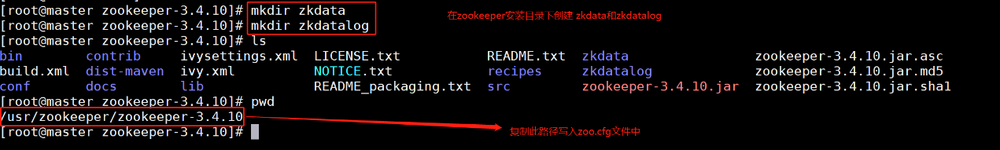 [root@master zookeeper-3.4.10]# mkdir zkdata
在zookeeper安装目录下创建 zkdata和zkdatalog
[root@master zookeeper-3.4.10]# mkdir zkdatalog
[root@master zookeeper-3.4.10]# ls
bin contrib ivysettings.xml LICENSE.txt README.txt zkdata zookeeper-3.4.10.jar.asc
build.xml dist-maven ivy.xml NOTICE.txt recipes zkdatalog zookeeper-3.4.10.jar.md5
conf docs lib README_packaging.txt src zookeeper-3.4.10.jar zookeeper-3.4.10.jar.sha1
[root@master zookeeper-3.4.10]# pwd
/usr/zookeeper/zookeeper-3.4.10
[root@master zookeeper-3.4.10]#
复制此路径写入zoo.cfg文件中